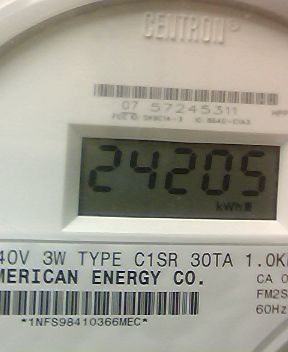 CENTRON®
07 57245311
24205
kWh
40V 3W TYPE C1SR 30TA 1.0K
MERICAN ENERGY CO.
CA 0
FM2S
60Hz
*1NFS98410366MEC*